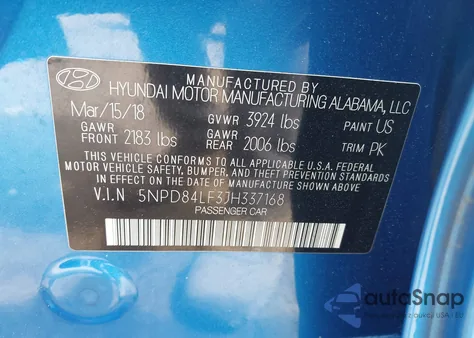 MANUFACTURED BY
HYUNDAI MOTOR MANUFACTURING ALABAMA, LLC
Mar/15/18 GVWR 3924 lbs PAINT US
GAWR FRONT 2183 lbs GAWR REAR 2006 lbs TRIM PK
THIS VEHICLE CONFORMS TO ALL APPLICABLE U.S.A. FEDERAL
MOTOR VEHICLE SAFETY, BUMPER, AND THEFT PREVENTION STANDARDS
IN EFFECT ON THE DATE OF MANUFACTURE SHOWN ABOVE.
V.I.N 5NPD84LF3JH337168
PASSENGER CAR
autoSnap